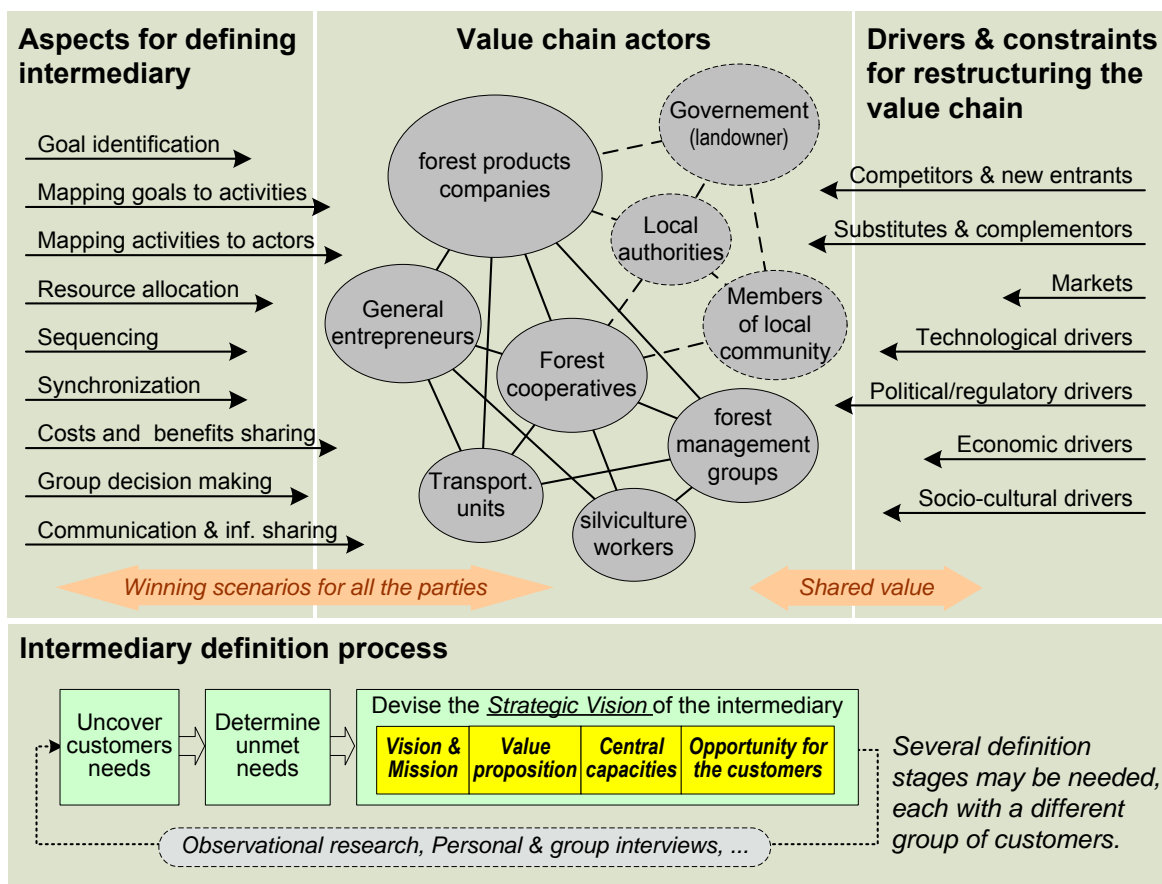 Aspects for defining
intermediary
Goal identification
Mapping goals to activities
Mapping activities to actors
Resource allocation
Sequencing
Synchronization
Costs and  benefits sharing
Group decision making
Communication & inf. sharing
Value chain actors
Governement
(landowner)
forest products
companies
Local
authorities
General
entrepreneurs
Members
of local
community
Forest
cooperatives
forest
management
groups
Transport.
units
silviculture
workers
Drivers & constraints
for restructuring the
value chain
Competitors & new entrants
Substitutes & complementors
Markets
Technological drivers
Political/regulatory drivers
Economic drivers
Socio-cultural drivers
Winning scenarios for all the parties
Shared value
Intermediary definition process
Uncover
customers
needs
Determine
unmet
needs
Devise the Strategic Vision of the intermediary
Vision &
Mission
Value
proposition
Central
capacities
Opportunity for
the customers
Observational research, Personal & group interviews, ...
Several definition
stages may be needed,
each with a different
group of customers.